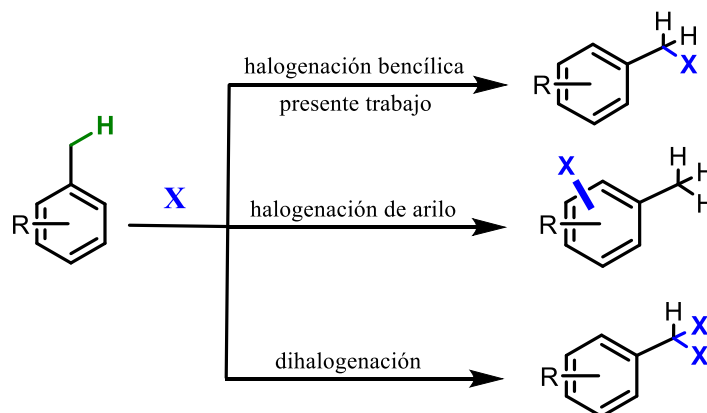 H
H
halogenación bencílica
X
R
presente trabajo
H
X
H
X
H
halogenación de arilo
H
R
R
H
X
dihalogenación
X
R